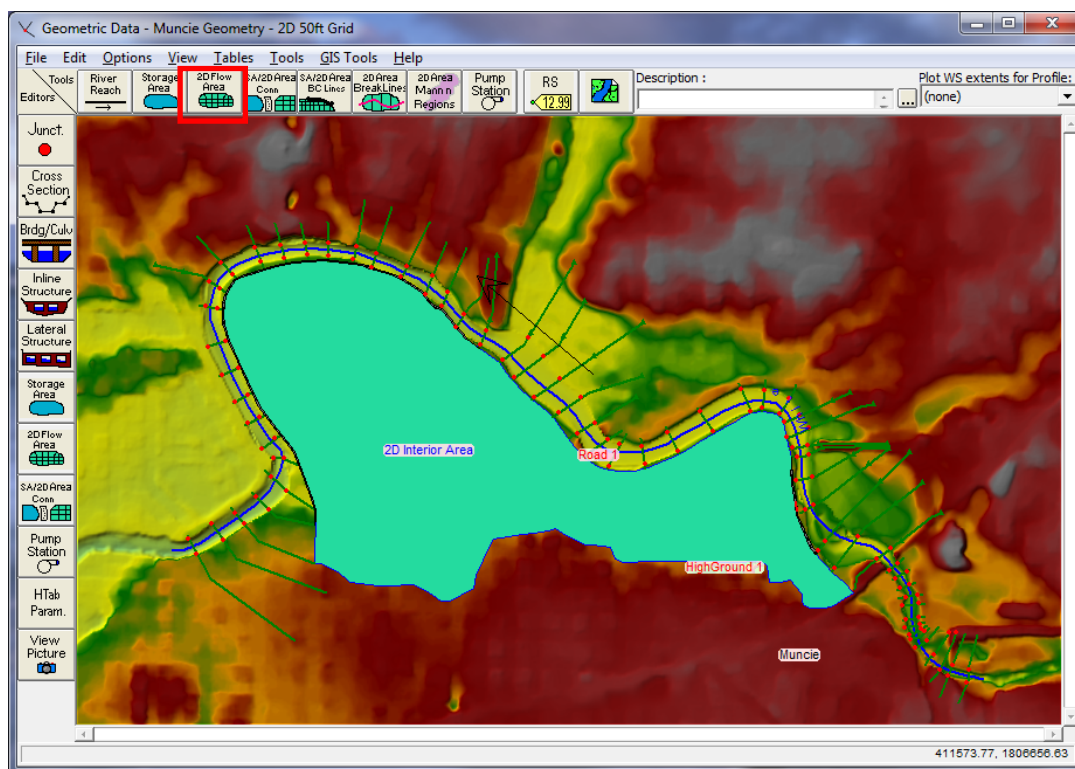 Geometric Data - Muncie Geometry - 2D 50ft Grid
File Edit Options View Tables Tools GIS Tools Help
Tools
Editors
River
Reach
Storage
Area
2D Flow
Area
SA/2D Area
Conn
SA/2D Area
BC Lines
2D Area
BreakLines
2D Area
Mann n
Regions
Pump
Station
RS
12.99
Description :
...
Plot WS extents for Profile:
(none)
Junct.
Cross
Section
Brdg/Culv
Inline
Structure
Lateral
Structure
Storage
Area
2D Flow
Area
SA/2D Area
Conn
Pump
Station
HTab
Param.
View
Picture
2D Interior Area
Road 1
HighGround 1
Muncie
411573.77, 1806656.63